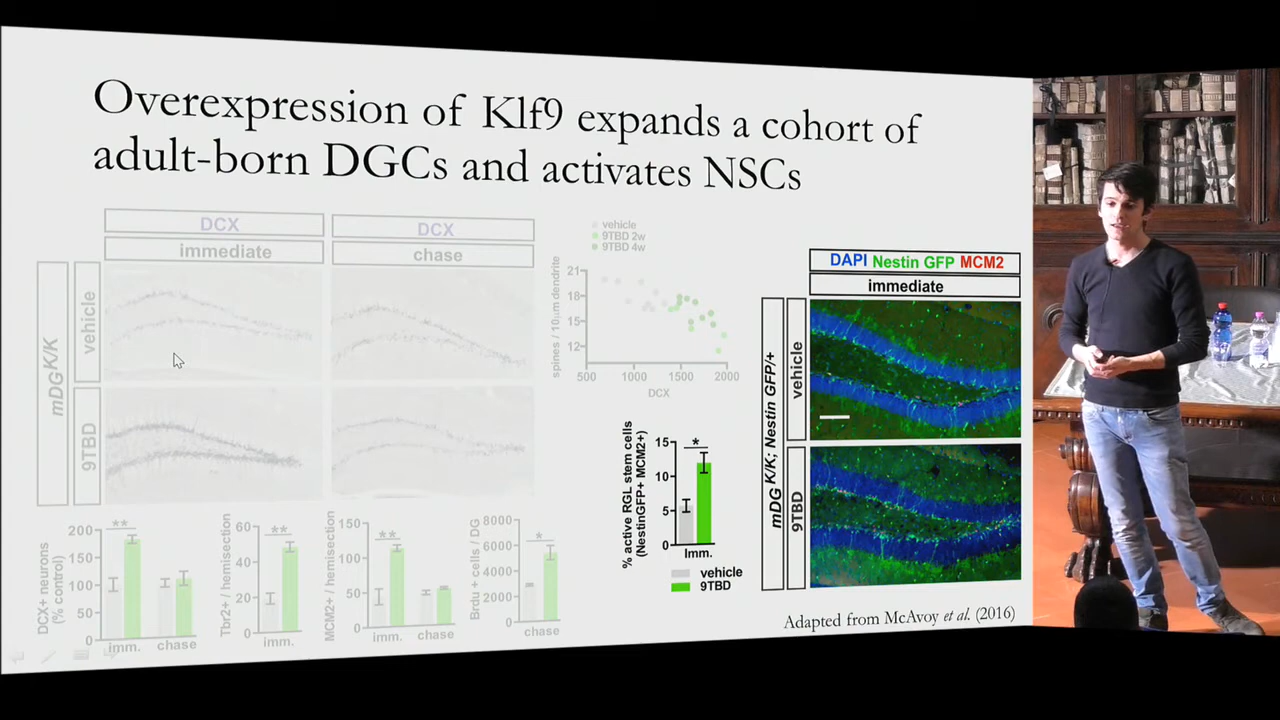 Overexpression of Klf9 expands a cohort of
adult-born DGCs and activates NSCs
DCX
DCX
immediate
chase
mDG K/K
vehicle
9TBD
vehicle
9TBD 2w
9TBD 4w
spines / 10µm dendrite
21
18
15
12
500
1000
1500
2000
DCX
DAPI Nestin GFP MCM2
immediate
mDG K/K; Nestin GFP/+
vehicle
9TBD
% active RGL stem cells
(NestinGFP+ MCM2+)
15
10
5
0
*
Imm.
vehicle
9TBD
DCX+ neurons
(% control)
200
150
100
50
0
**
imm.
chase
Tbr2+ / hemisection
60
40
20
0
**
imm.
MCM2+ / hemisection
150
100
50
0
**
imm.
chase
Brdu + cells / DG
8000
6000
4000
2000
0
*
chase
Adapted from McAvoy et al. (2016)